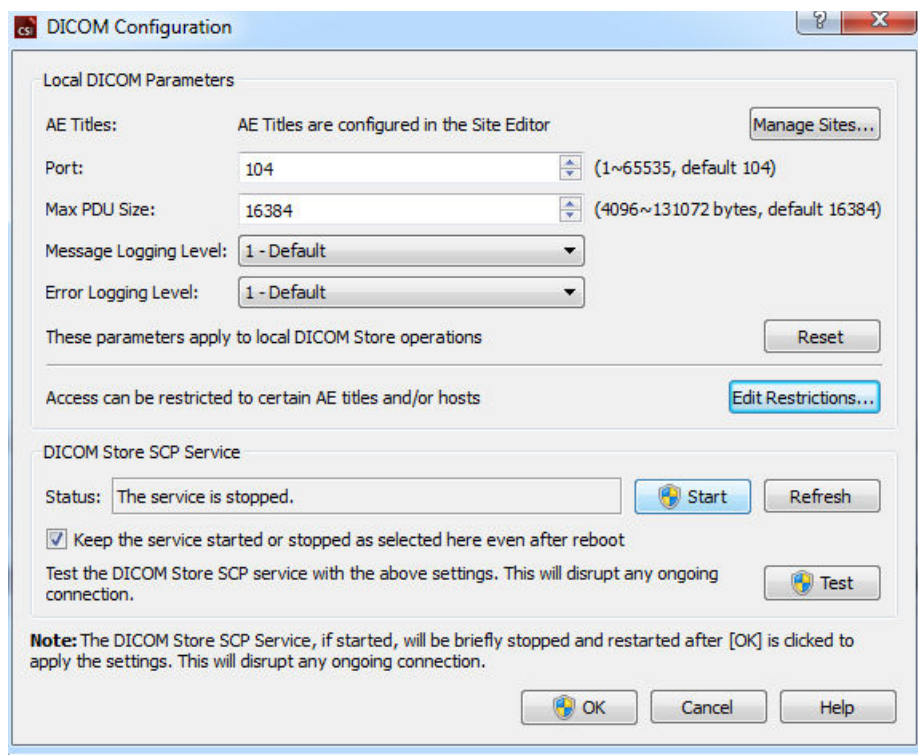 CSi DICOM Configuration ?
Local DICOM Parameters
AE Titles: AE Titles are configured in the Site Editor Manage Sites...
Port: 104 (1~65535, default 104)
Max PDU Size: 16384 (4096~131072 bytes, default 16384)
Message Logging Level: 1 - Default
Error Logging Level: 1 - Default
These parameters apply to local DICOM Store operations Reset
Access can be restricted to certain AE titles and/or hosts Edit Restrictions...
DICOM Store SCP Service
Status: The service is stopped. Start Refresh
Keep the service started or stopped as selected here even after reboot
Test the DICOM Store SCP service with the above settings. This will disrupt any ongoing
connection. Test
Note: The DICOM Store SCP Service, if started, will be briefly stopped and restarted after [OK] is clicked to
apply the settings. This will disrupt any ongoing connection.
OK Cancel Help